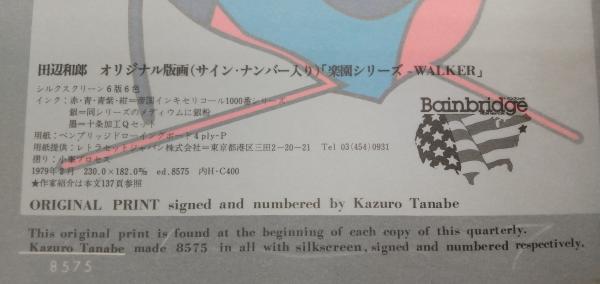 田辺和郎 オリジナル版画(サイン・ナンバー入り)「楽園シリーズ-WALKER」
シルクスクリーン6版6色
インク:赤・青・青紫・紺=帝国インキセリコール1000番シリーズ
銀=同シリーズのメディウムに銀粉
墨=十条加工Qセット
用紙:ベンブリッジドローイングボード4ply-P
用紙提供:レトラセットジャパン株式会社=東京都港区三田2-20-21 Tel 03(454)0931
摺り:小東プロセス
1979年2月 230.0×182.0% ed.8575 内H-C400
★作家紹介は本文137頁参照
Bainbridge
ORIGINAL PRINT signed and numbered by Kazuro Tanabe
This original print is found at the beginning of each copy of this quarterly.
Kazuro Tanabe made 8575 in all with silkscreen, signed and numbered respectively.
8575